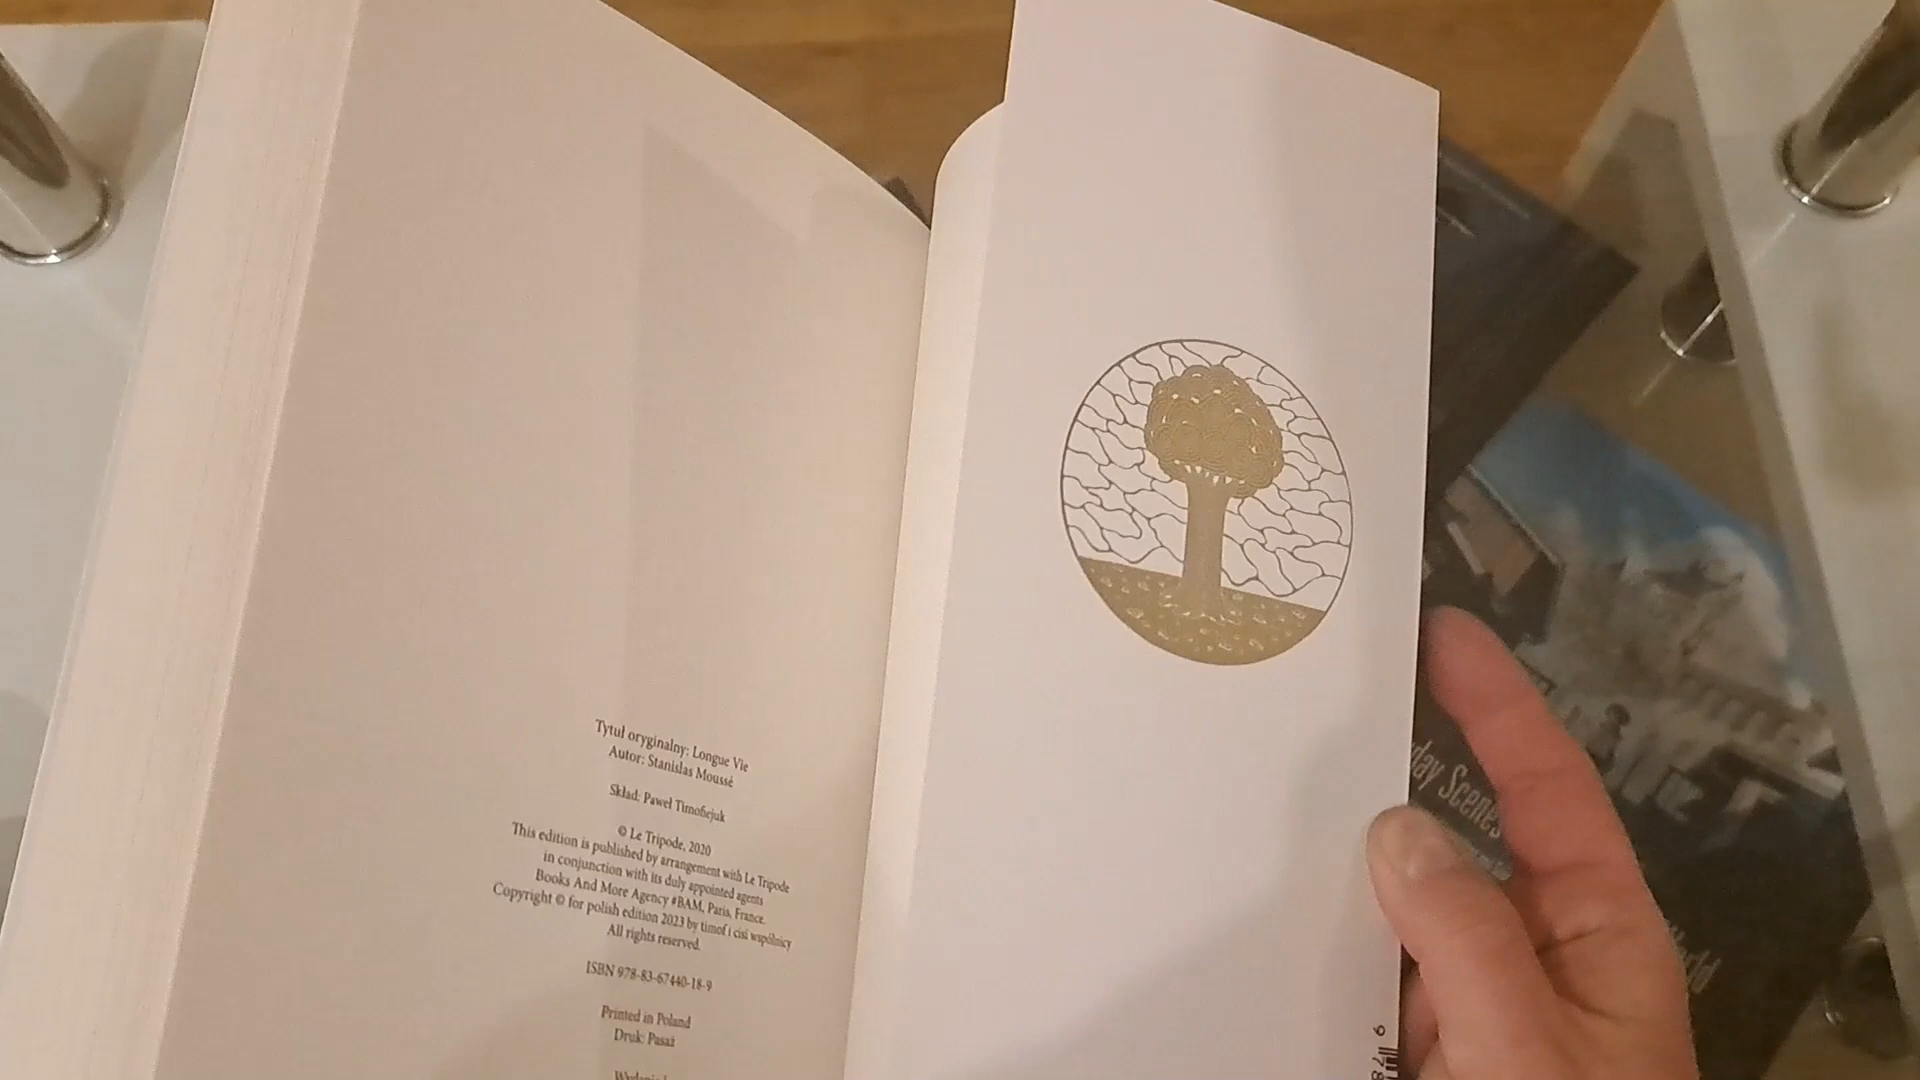 Tytuł oryginalny: Longue Vie
Autor: Stanislas Moussé
Skład: Paweł Timofiejuk
© Le Tripode, 2020
This edition is published by arrangement with Le Tripode
in conjunction with its duly appointed agents
Books And More Agency #BAM, Paris, France.
Copyright © for polish edition 2023 by timof i cisi wspólnicy
All rights reserved.
ISBN 978-83-67440-18-9
Printed in Poland
Druk: Pasaż
Scenes
9 78